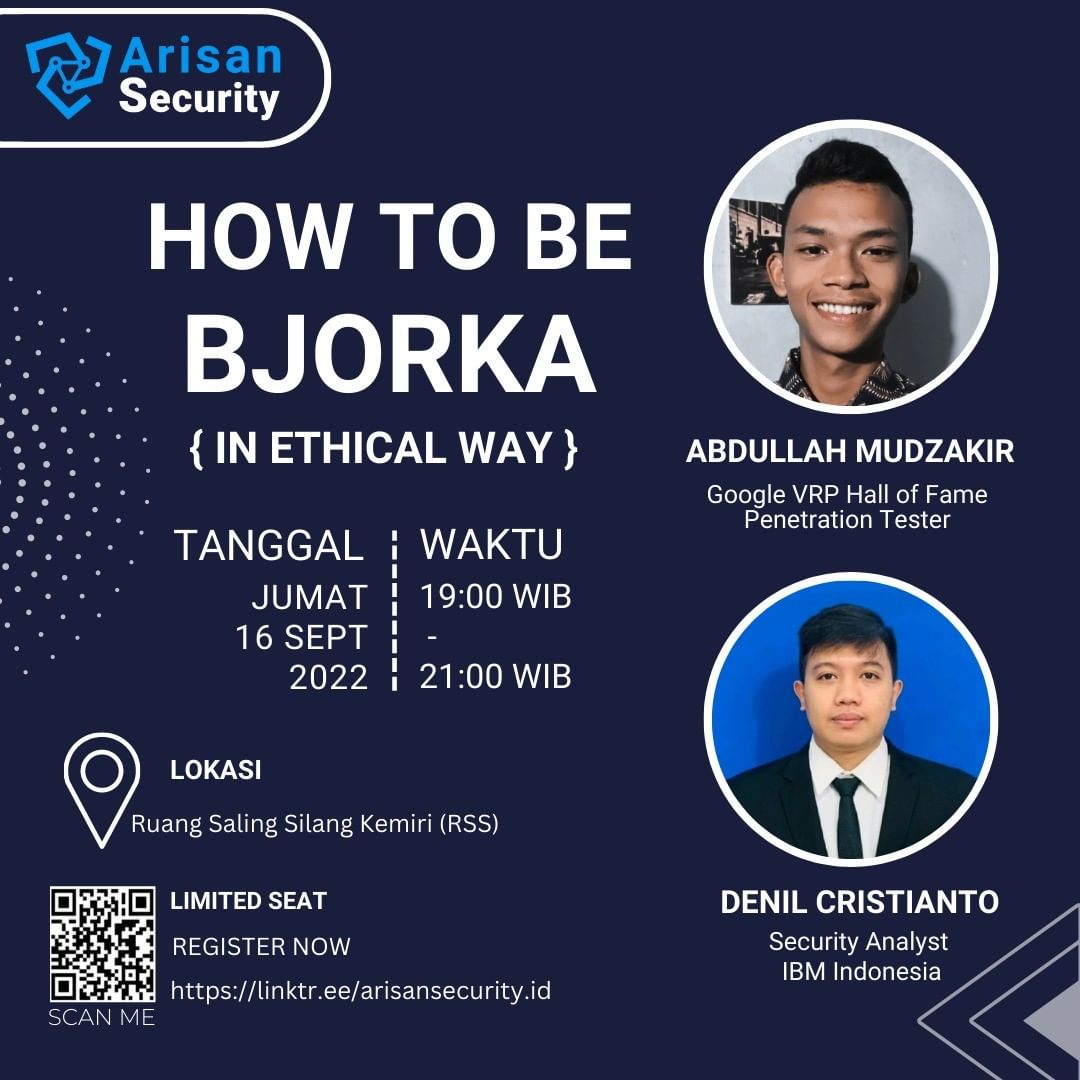 Arisan
Security
HOW TO BE
BJORKA
{ IN ETHICAL WAY }
TANGGAL
JUMAT
16 SEPT
2022
WAKTU
19:00 WIB
-
21:00 WIB
LOKASI
Ruang Saling Silang Kemiri (RSS)
LIMITED SEAT
REGISTER NOW
https://linktr.ee/arisansecurity.id
SCAN ME
ABDULLAH MUDZAKIR
Google VRP Hall of Fame
Penetration Tester
DENIL CRISTIANTO
Security Analyst
IBM Indonesia